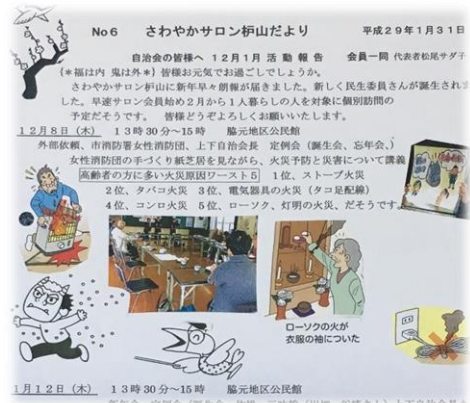 No6 さわやかサロン枦山だより 平成29年1月31日
自治会の皆様へ 12月1月 活動報告 会員一同 代表者松尾サダ子
{*福は内 鬼は外*} 皆様お元気でお過ごしでしょうか。
さわやかサロン枦山に新年早々朗報が届きました。新しく民生委員さんが誕生されま
した。早速サロン会員始め2月から1人暮らしの人を対象に個別訪問の
予定だそうです。 皆様どうぞよろしくお願いいたします。
12月8日(木) 13時30分~15時 脇元地区公民館
外部依頼、市消防署女性消防団、上下自治会長 定例会(誕生会、忘年会、)
女性消防団の手づくり紙芝居を見ながら、火災予防と災害について講義
高齢者の方に多い火災原因ワースト5 1位、ストーブ火災
2位、タバコ火災 3位、電気器具の火災(タコ足配線)
4位、コンロ火災 5位、ローソク、灯明の火災、だそうです。
ローソクの火が
衣服の袖についた
1月12日(木) 13時30分~15時 脇元地区公民館